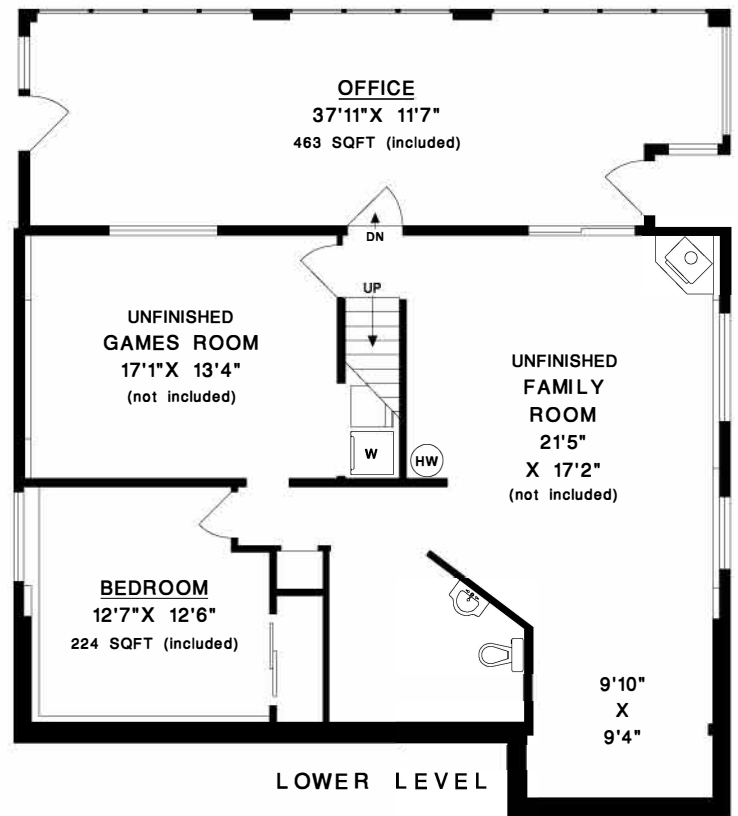 OFFICE
37'11"X 11'7"
463 SQFT (included)
DN
UP
UNFINISHED
GAMES ROOM
17'1"X 13'4"
(not included)
UNFINISHED
FAMILY
ROOM
21'5"
X 17'2"
(not included)
W
HW
BEDROOM
12'7"X 12'6"
224 SQFT (included)
9'10"
X
9'4"
LOWER LEVEL